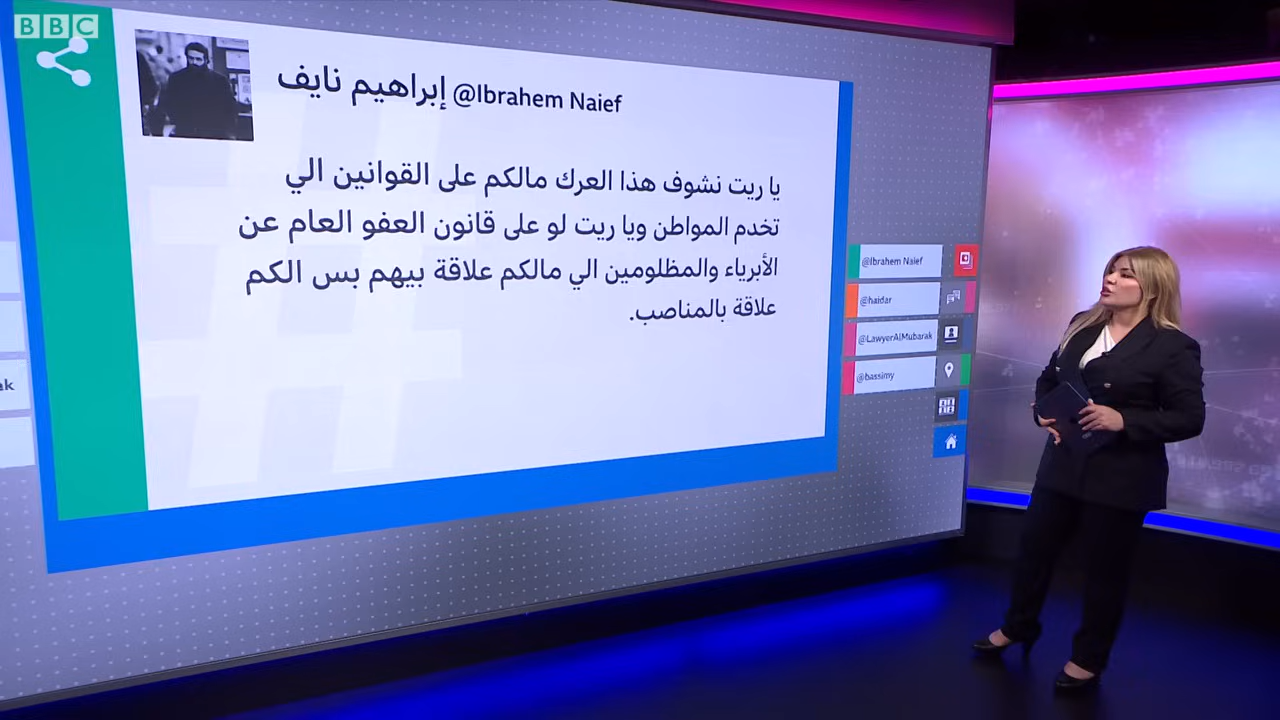 BBC
إبراهيم نايف @Ibrahem Naief
يا ريت نشوف هذا العرك مالكم على القوانين الي
تخدم المواطن ويا ريت لو على قانون العفو العام عن
الأبرياء والمظلومين الي مالكم علاقة بيهم بس الكم
علاقة بالمناصب.
@Ibrahem Naief
@haidar
@LawyerAlMubarak
@bassimy
ak